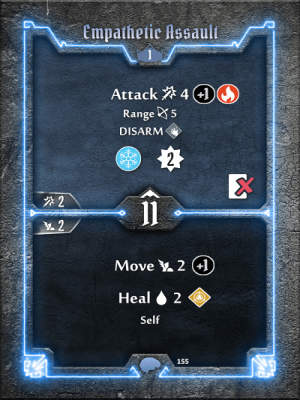 Empathetic Assault
1
Attack 4 +1
Range 5
DISARM
2
2
11
2
Move 2 +1
Heal 2
Self
155